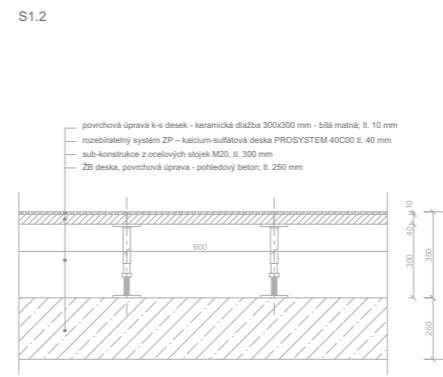 S1.2
povrchová úprava k-s desek - keramická dlažba 300x300 mm - bílá matná; tl. 10 mm
rozebíratelný systém ZP – kalcium-sulfátová deska PROSYSTEM 40C00 tl. 40 mm
sub-konstrukce z ocelových stojek M20, tl. 300 mm
ŽB deska, povrchová úprava - pohledový beton; tl. 250 mm
10
40
600
300
350
250